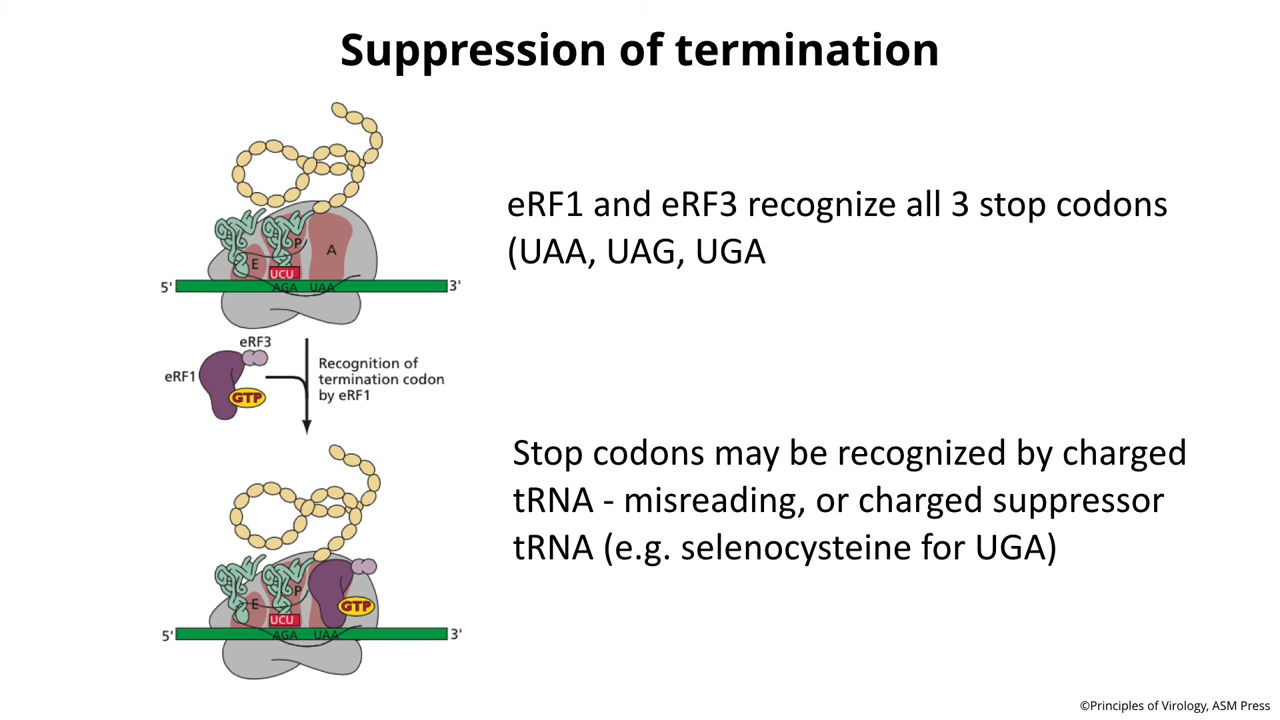 Suppression of termination
eRF1 and eRF3 recognize all 3 stop codons
(UAA, UAG, UGA
P
A
E
UCU
5'
AGA
UAA
3'
eRF3
eRF1
GTP
Recognition of
termination codon
by eRF1
Stop codons may be recognized by charged
tRNA - misreading, or charged suppressor
tRNA (e.g. selenocysteine for UGA)
P
E
GTP
UCU
5'
AGA
UAA
3'
©Principles of Virology, ASM Press